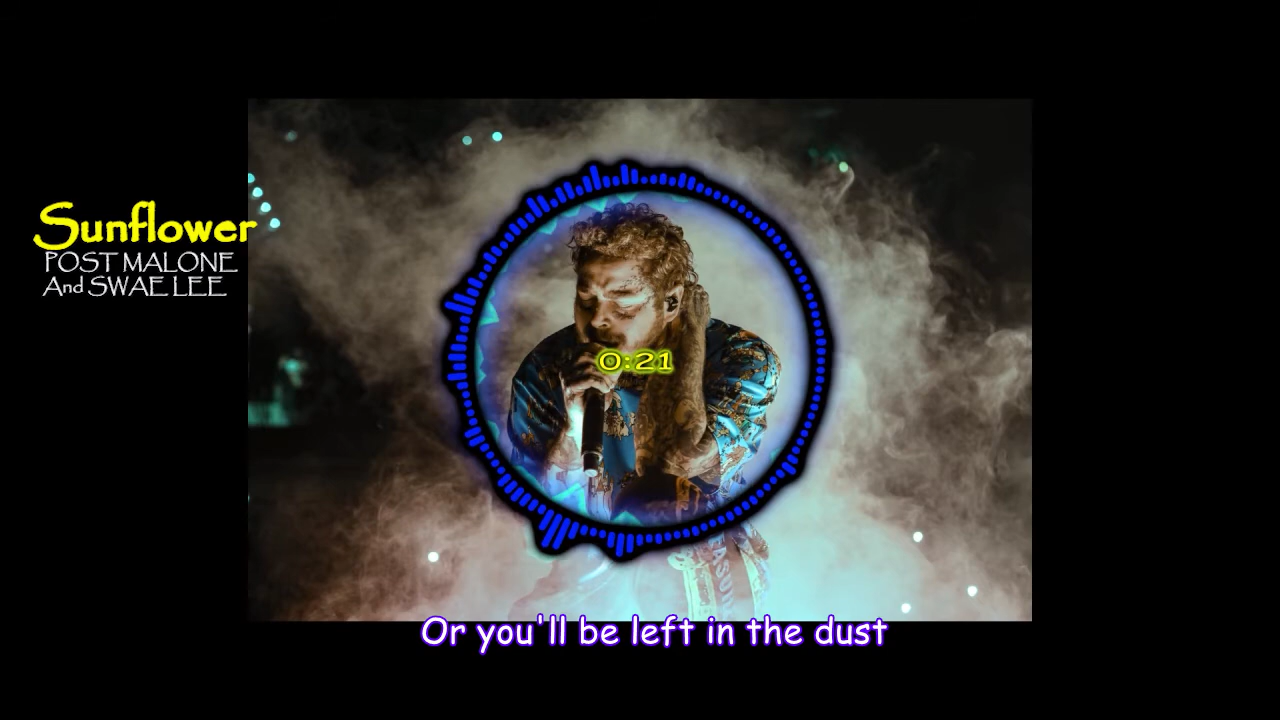 Sunflower
POST MALONE
And SWAE LEE
0:21
Or you'll be left in the dust